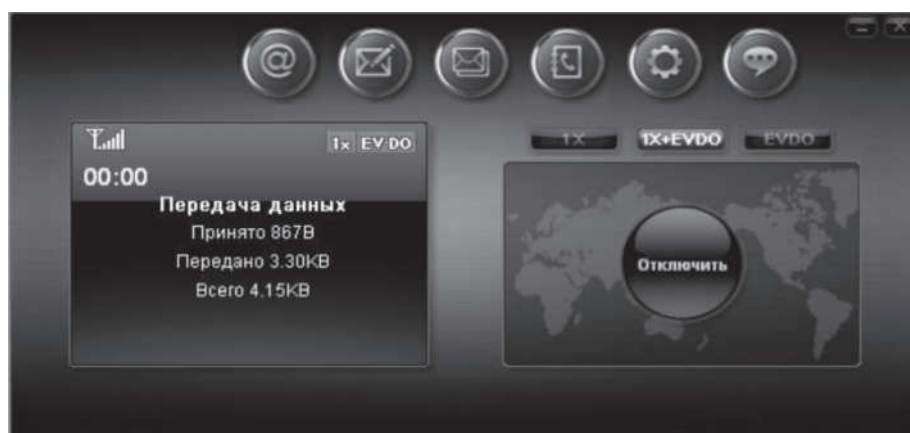 1x EV-DO
1X 1X+EVDO EVDO
00:00
Передача данных
Принято 867B
Передано 3.30KB
Всего 4.15KB
Отключить